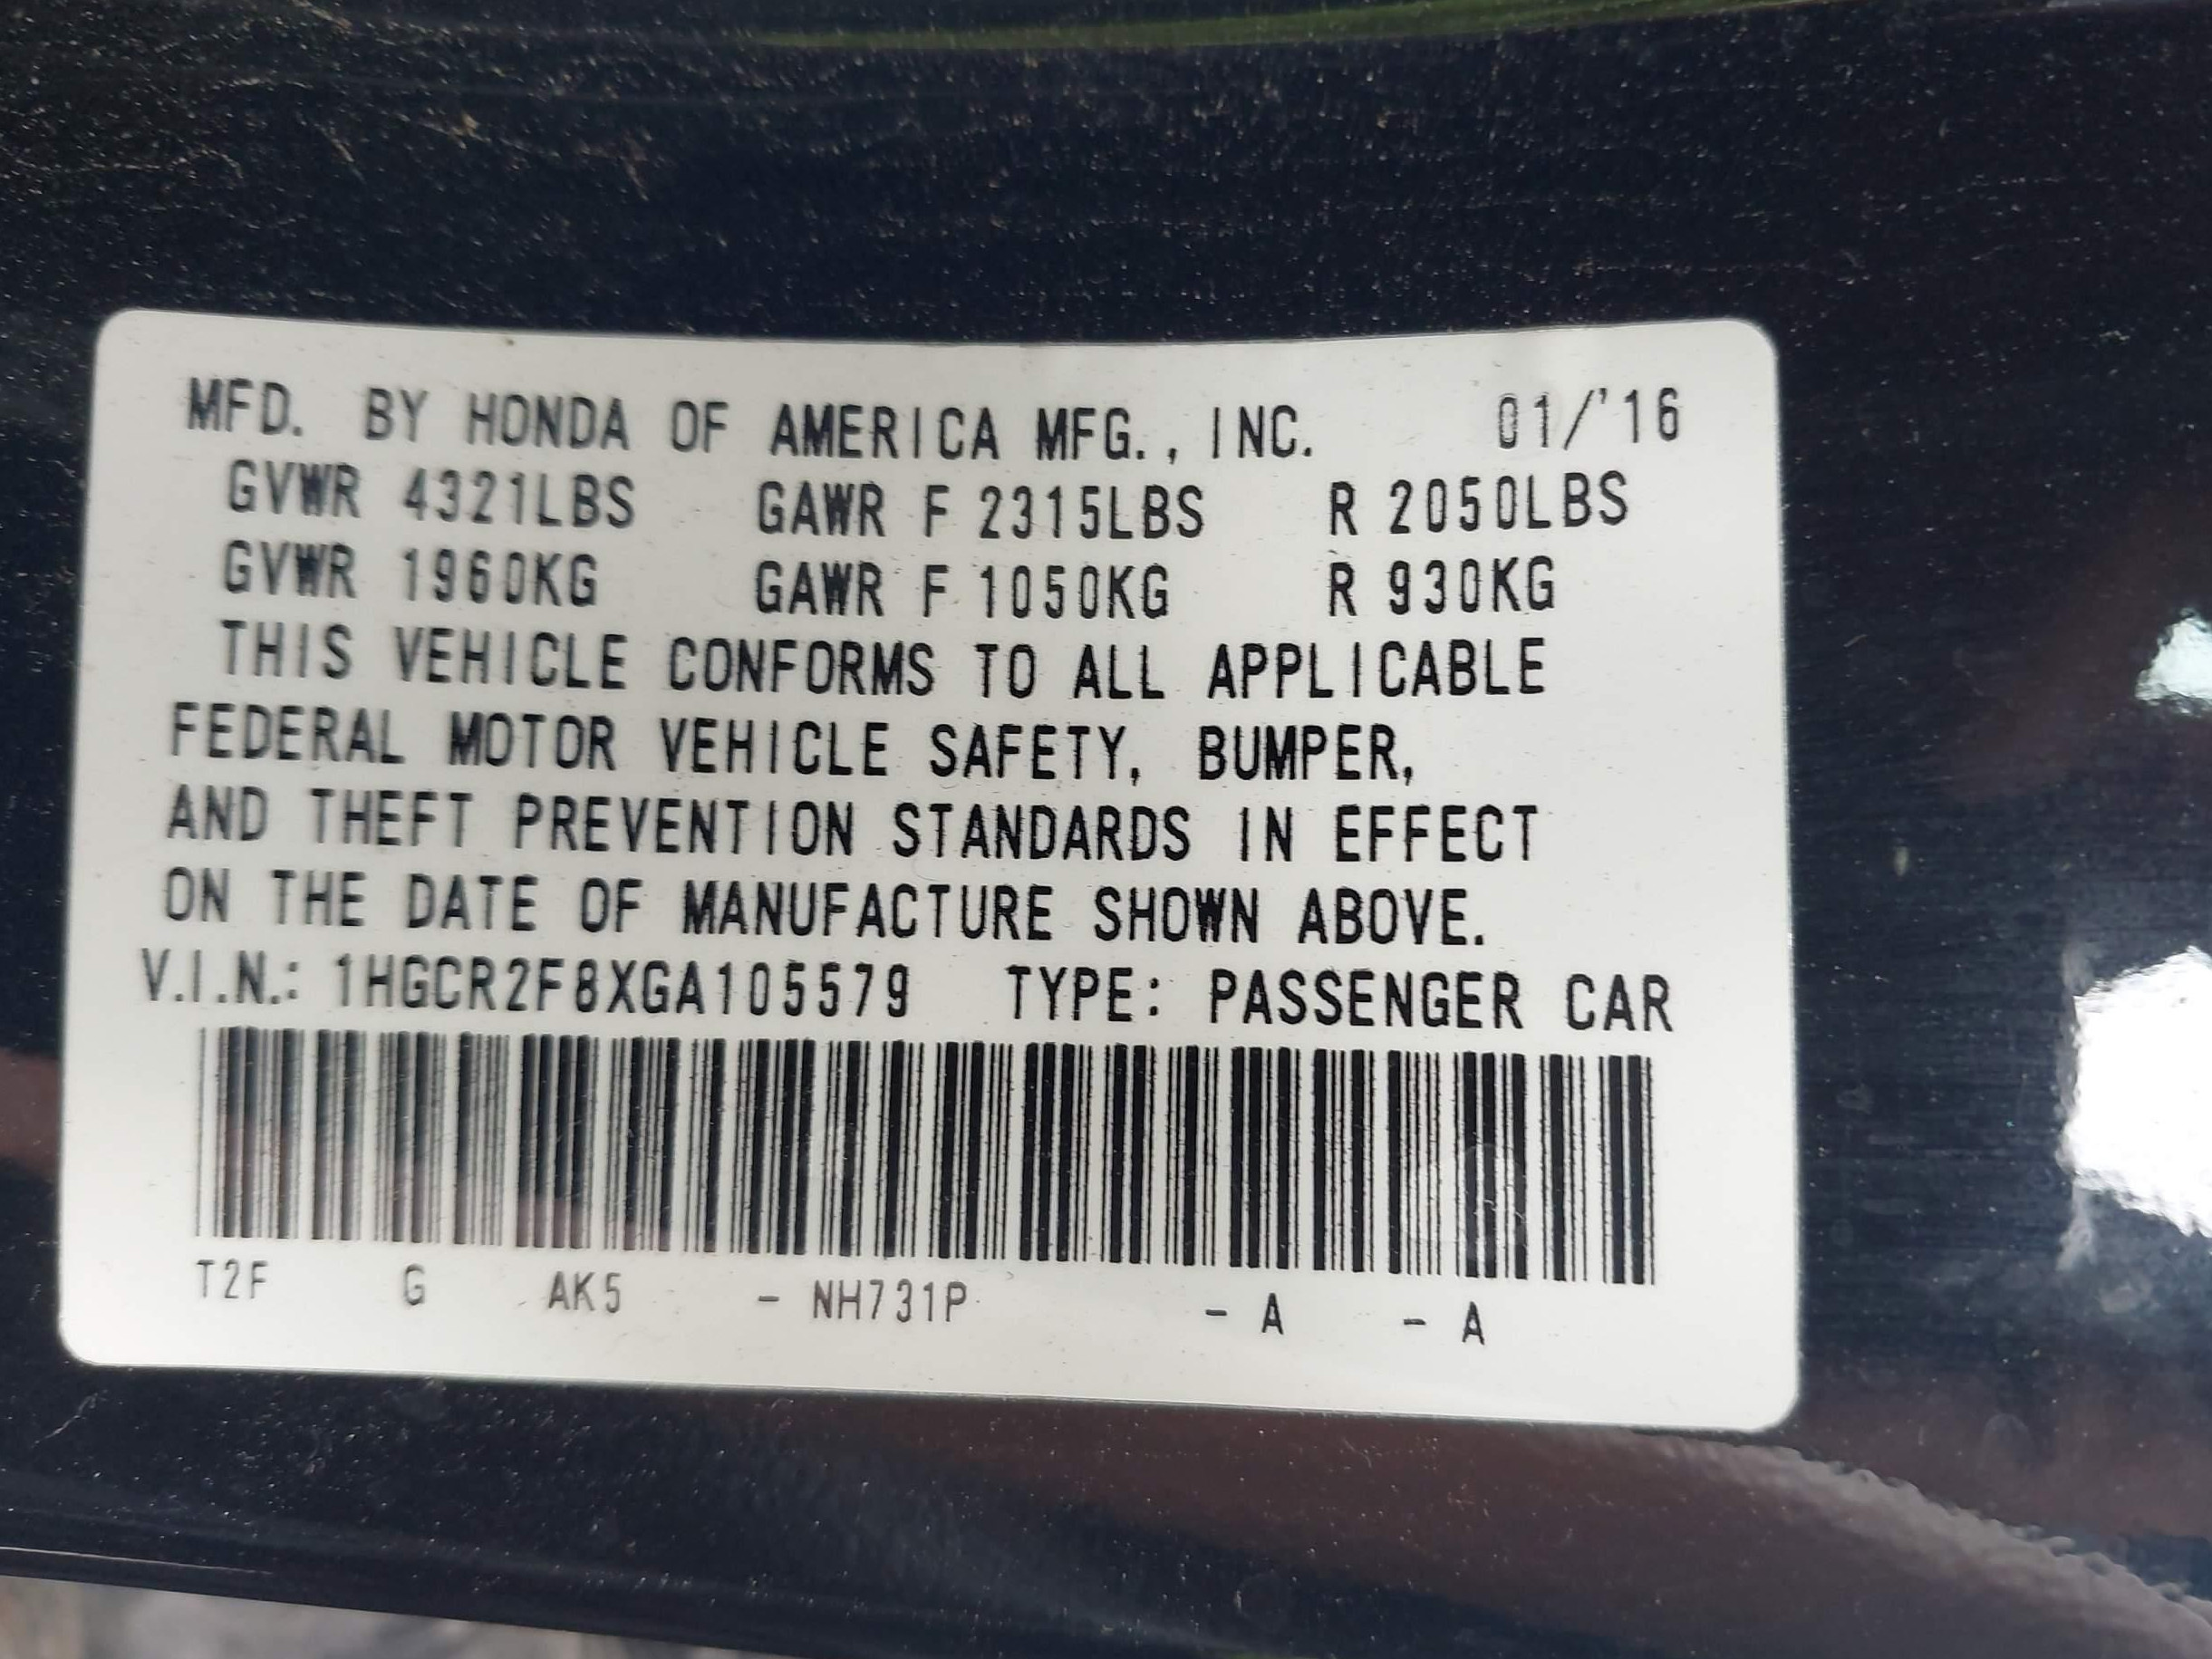 MFD. BY HONDA OF AMERICA MFG., INC. 01/'16
GVWR 4321LBS GAWR F 2315LBS R 2050LBS
GVWR 1960KG GAWR F 1050KG R 930KG
THIS VEHICLE CONFORMS TO ALL APPLICABLE
FEDERAL MOTOR VEHICLE SAFETY, BUMPER,
AND THEFT PREVENTION STANDARDS IN EFFECT
ON THE DATE OF MANUFACTURE SHOWN ABOVE.
V.I.N.: 1HGCR2F8XGA105579 TYPE: PASSENGER CAR
T2F G AK5 - NH731P - A - A